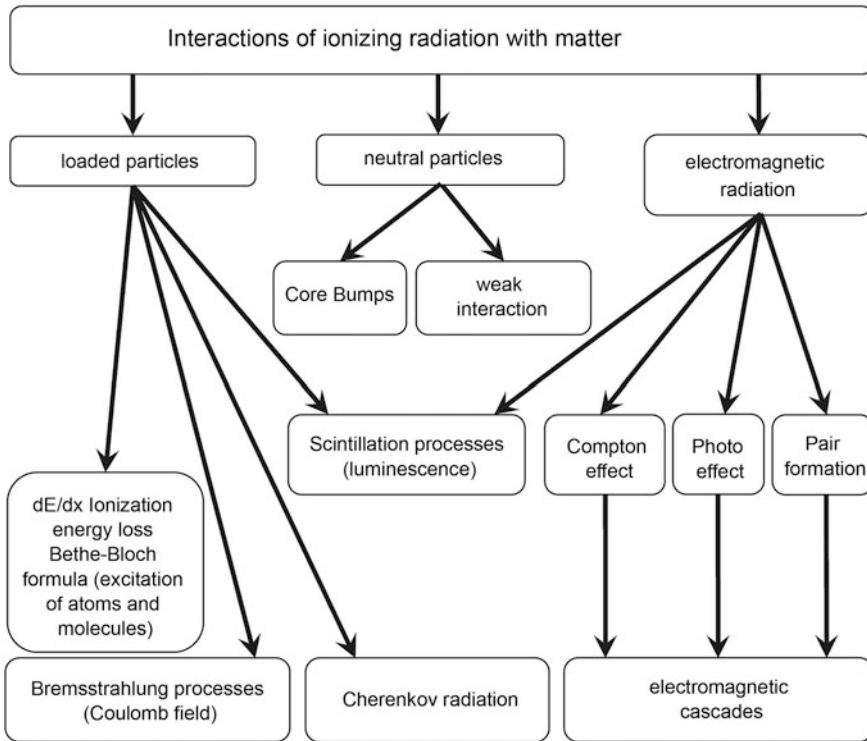 Interactions of ionizing radiation with matter
loaded particles
neutral particles
electromagnetic
radiation
Core Bumps
weak
interaction
Scintillation processes
(luminescence)
Compton
effect
Photo
effect
Pair
formation
dE/dx Ionization
energy loss
Bethe-Bloch
formula (excitation
of atoms and
molecules)
Bremsstrahlung processes
(Coulomb field)
Cherenkov radiation
electromagnetic
cascades